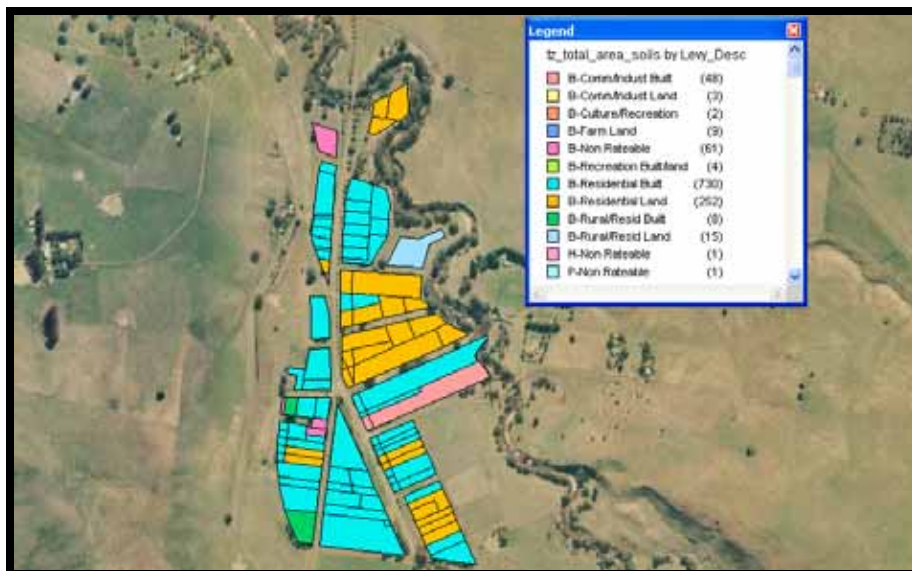 Legend
tz_total_area_soils by Levy_Desc
B-Comm/Indust Built (48)
B-Comm/Indust Land (3)
B-Culture/Recreation (2)
B-Farm Land (9)
B-Non Rateable (61)
B-Recreation Built/land (4)
B-Residential Built (730)
B-Residential Land (252)
B-Rural/Resid Built (8)
B-Rural/Resid Land (15)
H-Non Rateable (1)
P-Non Rateable (1)